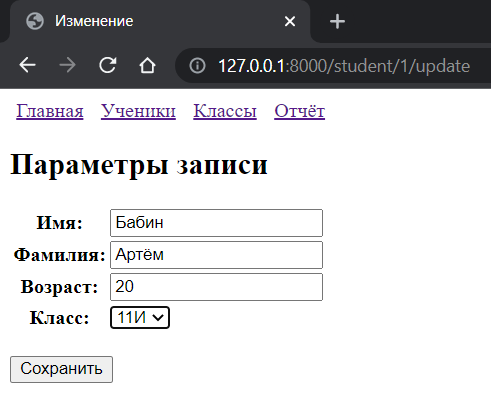 Изменение
127.0.0.1:8000/student/1/update
Главная Ученики Классы Отчёт
Параметры записи
Имя: Бабин
Фамилия: Артём
Возраст: 20
Класс: 11И
Сохранить